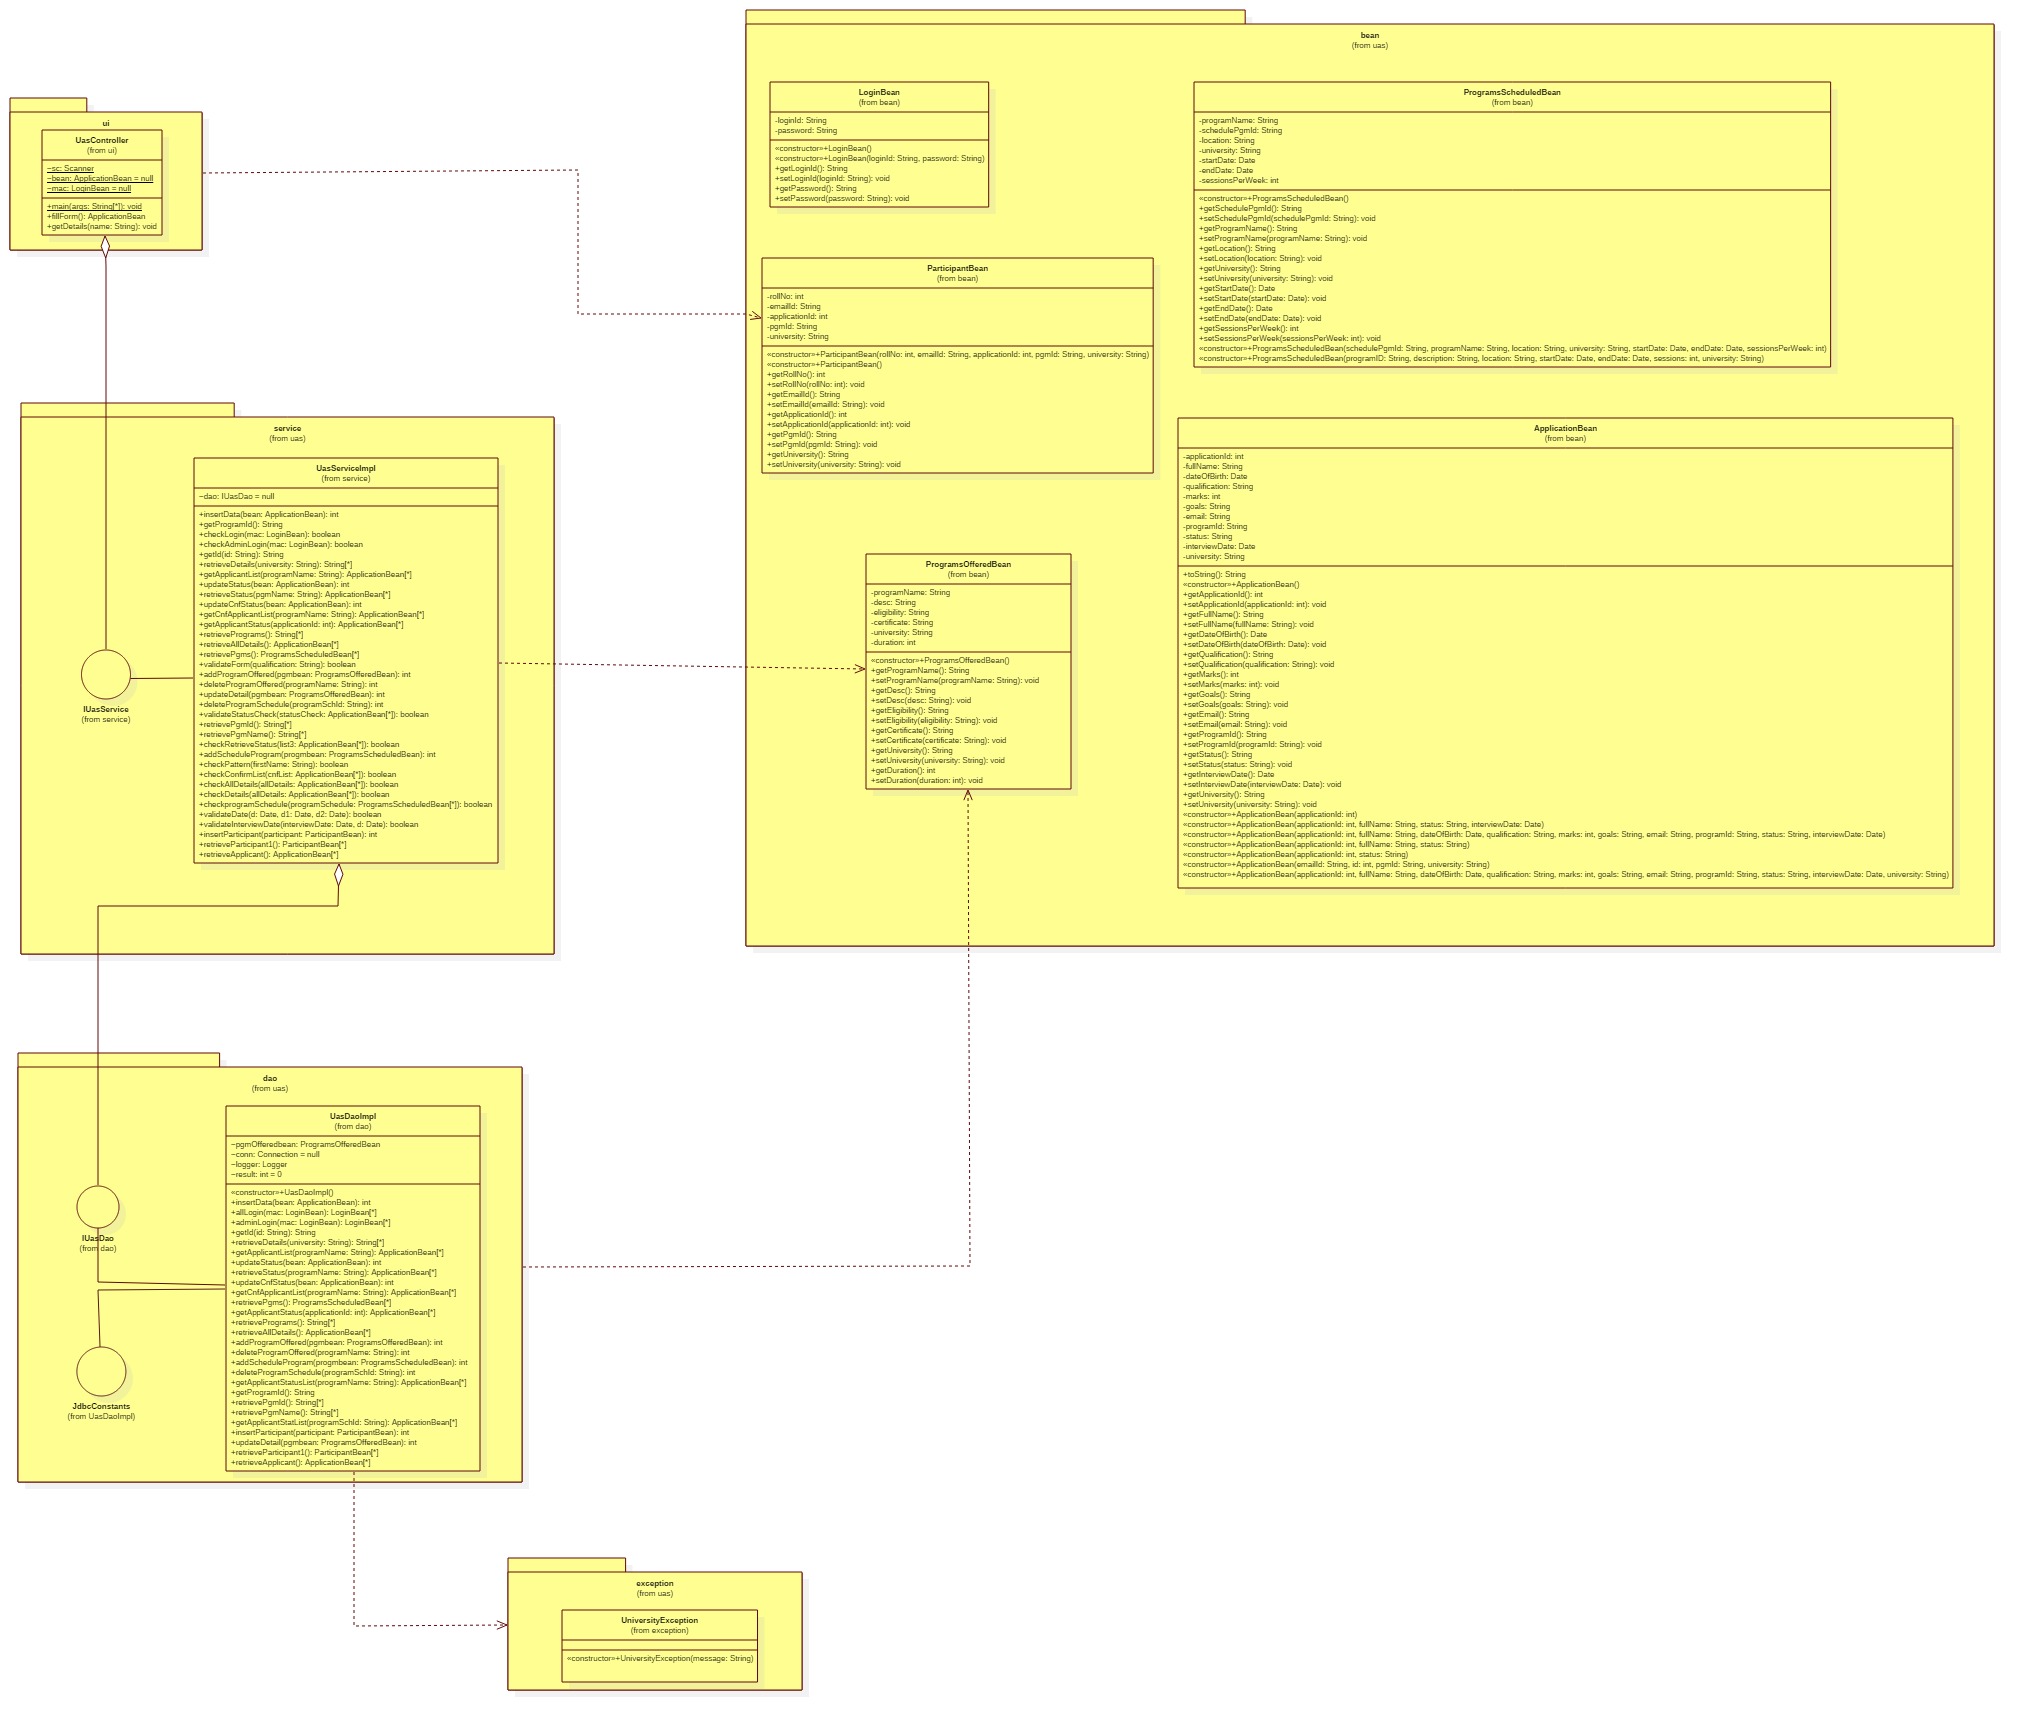 ui
UasController
(from ui)
~sc: Scanner
~bean: ApplicationBean = null
~mac: LoginBean = null
+main(args: String[*]): void
+fillForm(): ApplicationBean
+getDetails(name: String): void
bean
(from uas)
LoginBean
(from bean)
-loginId: String
-password: String
«constructor»+LoginBean()
«constructor»+LoginBean(loginId: String, password: String)
+getLoginId(): String
+setLoginId(loginId: String): void
+getPassword(): String
+setPassword(password: String): void
ProgramsScheduledBean
(from bean)
-programName: String
-schedulePgmId: String
-location: String
-university: String
-startDate: Date
-endDate: Date
-sessionsPerWeek: int
«constructor»+ProgramsScheduledBean()
+getSchedulePgmId(): String
+setSchedulePgmId(schedulePgmId: String): void
+getProgramName(): String
+setProgramName(programName: String): void
+getLocation(): String
+setLocation(location: String): void
+getUniversity(): String
+setUniversity(university: String): void
+getStartDate(): Date
+setStartDate(startDate: Date): void
+getEndDate(): Date
+setEndDate(endDate: Date): void
+getSessionsPerWeek(): int
+setSessionsPerWeek(sessionsPerWeek: int): void
«constructor»+ProgramsScheduledBean(schedulePgmId: String, programName: String, location: String, university: String, startDate: Date, endDate: Date, sessionsPerWeek: int)
«constructor»+ProgramsScheduledBean(programID: String, description: String, location: String, startDate: Date, endDate: Date, sessions: int, university: String)
ParticipantBean
(from bean)
-rollNo: int
-emailId: String
-applicationId: int
-pgmId: String
-university: String
«constructor»+ParticipantBean(rollNo: int, emailId: String, applicationId: int, pgmId: String, university: String)
«constructor»+ParticipantBean()
+getRollNo(): int
+setRollNo(rollNo: int): void
+getEmailId(): String
+setEmailId(emailId: String): void
+getApplicationId(): int
+setApplicationId(applicationId: int): void
+getPgmId(): String
+setPgmId(pgmId: String): void
+getUniversity(): String
+setUniversity(university: String): void
ApplicationBean
(from bean)
-applicationId: int
-fullName: String
-dateOfBirth: Date
-qualification: String
-marks: int
-goals: String
-email: String
-programId: String
-status: String
-interviewDate: Date
-university: String
+toString(): String
«constructor»+ApplicationBean()
+getApplicationId(): int
+setApplicationId(applicationId: int): void
+getFullName(): String
+setFullName(fullName: String): void
+getDateOfBirth(): Date
+setDateOfBirth(dateOfBirth: Date): void
+getQualification(): String
+setQualification(qualification: String): void
+getMarks(): int
+setMarks(marks: int): void
+getGoals(): String
+setGoals(goals: String): void
+getEmail(): String
+setEmail(email: String): void
+getProgramId(): String
+setProgramId(programId: String): void
+getStatus(): String
+setStatus(status: String): void
+getInterviewDate(): Date
+setInterviewDate(interviewDate: Date): void
+getUniversity(): String
+setUniversity(university: String): void
«constructor»+ApplicationBean(applicationId: int)
«constructor»+ApplicationBean(applicationId: int, fullName: String, status: String, interviewDate: Date)
«constructor»+ApplicationBean(applicationId: int, fullName: String, dateOfBirth: Date, qualification: String, marks: int, goals: String, email: String, programId: String, status: String, interviewDate: Date)
«constructor»+ApplicationBean(applicationId: int, fullName: String, status: String)
«constructor»+ApplicationBean(applicationId: int, status: String)
«constructor»+ApplicationBean(emailId: String, id: int, pgmId: String, university: String)
«constructor»+ApplicationBean(applicationId: int, fullName: String, dateOfBirth: Date, qualification: String, marks: int, goals: String, email: String, programId: String, status: String, interviewDate: Date, university: String)
ProgramsOfferedBean
(from bean)
-programName: String
-desc: String
-eligibility: String
-certificate: String
-university: String
-duration: int
«constructor»+ProgramsOfferedBean()
+getProgramName(): String
+setProgramName(programName: String): void
+getDesc(): String
+setDesc(desc: String): void
+getEligibility(): String
+setEligibility(eligibility: String): void
+getCertificate(): String
+setCertificate(certificate: String): void
+getUniversity(): String
+setUniversity(university: String): void
+getDuration(): int
+setDuration(duration: int): void
service
(from uas)
UasServiceImpl
(from service)
~dao: IUasDao = null
+insertData(bean: ApplicationBean): int
+getProgramId(): String
+checkLogin(mac: LoginBean): boolean
+checkAdminLogin(mac: LoginBean): boolean
+getId(id: String): String
+retrieveDetails(university: String): String[*]
+getApplicantList(programName: String): ApplicationBean[*]
+updateStatus(bean: ApplicationBean): int
+retrieveStatus(pgmName: String): ApplicationBean[*]
+updateCnfStatus(bean: ApplicationBean): int
+getCnfApplicantList(programName: String): ApplicationBean[*]
+getApplicantStatus(applicationId: int): ApplicationBean[*]
+retrievePrograms(): String[*]
+retrieveAllDetails(): ApplicationBean[*]
+retrievePgms(): ProgramsScheduledBean[*]
+validateForm(qualification: String): boolean
+addProgramOffered(pgmbean: ProgramsOfferedBean): int
+deleteProgramOffered(programName: String): int
+updateDetail(pgmbean: ProgramsOfferedBean): int
+deleteProgramSchedule(programSchId: String): int
+validateStatusCheck(statusCheck: ApplicationBean[*]): boolean
+retrievePgmId(): String[*]
+retrievePgmName(): String[*]
+checkRetrieveStatus(list3: ApplicationBean[*]): boolean
+addScheduleProgram(progmbean: ProgramsScheduledBean): int
+checkPattern(firstName: String): boolean
+checkConfirmList(cnfList: ApplicationBean[*]): boolean
+checkAllDetails(allDetails: ApplicationBean[*]): boolean
+checkDetails(allDetails: ApplicationBean[*]): boolean
+checkprogramSchedule(programSchedule: ProgramsScheduledBean[*]): boolean
+validateDate(d: Date, d1: Date, d2: Date): boolean
+validateInterviewDate(interviewDate: Date, d: Date): boolean
+insertParticipant(participant: ParticipantBean): int
+retrieveParticipant1(): ParticipantBean[*]
+retrieveApplicant(): ApplicationBean[*]
IUasService
(from service)
dao
(from uas)
UasDaoImpl
(from dao)
~pgmOfferedbean: ProgramsOfferedBean
~conn: Connection = null
~logger: Logger
~result: int = 0
«constructor»+UasDaoImpl()
+insertData(bean: ApplicationBean): int
+allLogin(mac: LoginBean): LoginBean[*]
+adminLogin(mac: LoginBean): LoginBean[*]
+getId(id: String): String
+retrieveDetails(university: String): String[*]
+getApplicantList(programName: String): ApplicationBean[*]
+updateStatus(bean: ApplicationBean): int
+retrieveStatus(programName: String): ApplicationBean[*]
+updateCnfStatus(bean: ApplicationBean): int
+getCnfApplicantList(programName: String): ApplicationBean[*]
+retrievePgms(): ProgramsScheduledBean[*]
+getApplicantStatus(applicationId: int): ApplicationBean[*]
+retrievePrograms(): String[*]
+retrieveAllDetails(): ApplicationBean[*]
+addProgramOffered(pgmbean: ProgramsOfferedBean): int
+deleteProgramOffered(programName: String): int
+addScheduleProgram(progmbean: ProgramsScheduledBean): int
+deleteProgramSchedule(programSchId: String): int
+getApplicantStatusList(programName: String): ApplicationBean[*]
+getProgramId(): String
+retrievePgmId(): String[*]
+retrievePgmName(): String[*]
+getApplicantStatList(programSchId: String): ApplicationBean[*]
+insertParticipant(participant: ParticipantBean): int
+updateDetail(pgmbean: ProgramsOfferedBean): int
+retrieveParticipant1(): ParticipantBean[*]
+retrieveApplicant(): ApplicationBean[*]
IUasDao
(from dao)
JdbcConstants
(from UasDaoImpl)
exception
(from uas)
UniversityException
(from exception)
«constructor»+UniversityException(message: String)